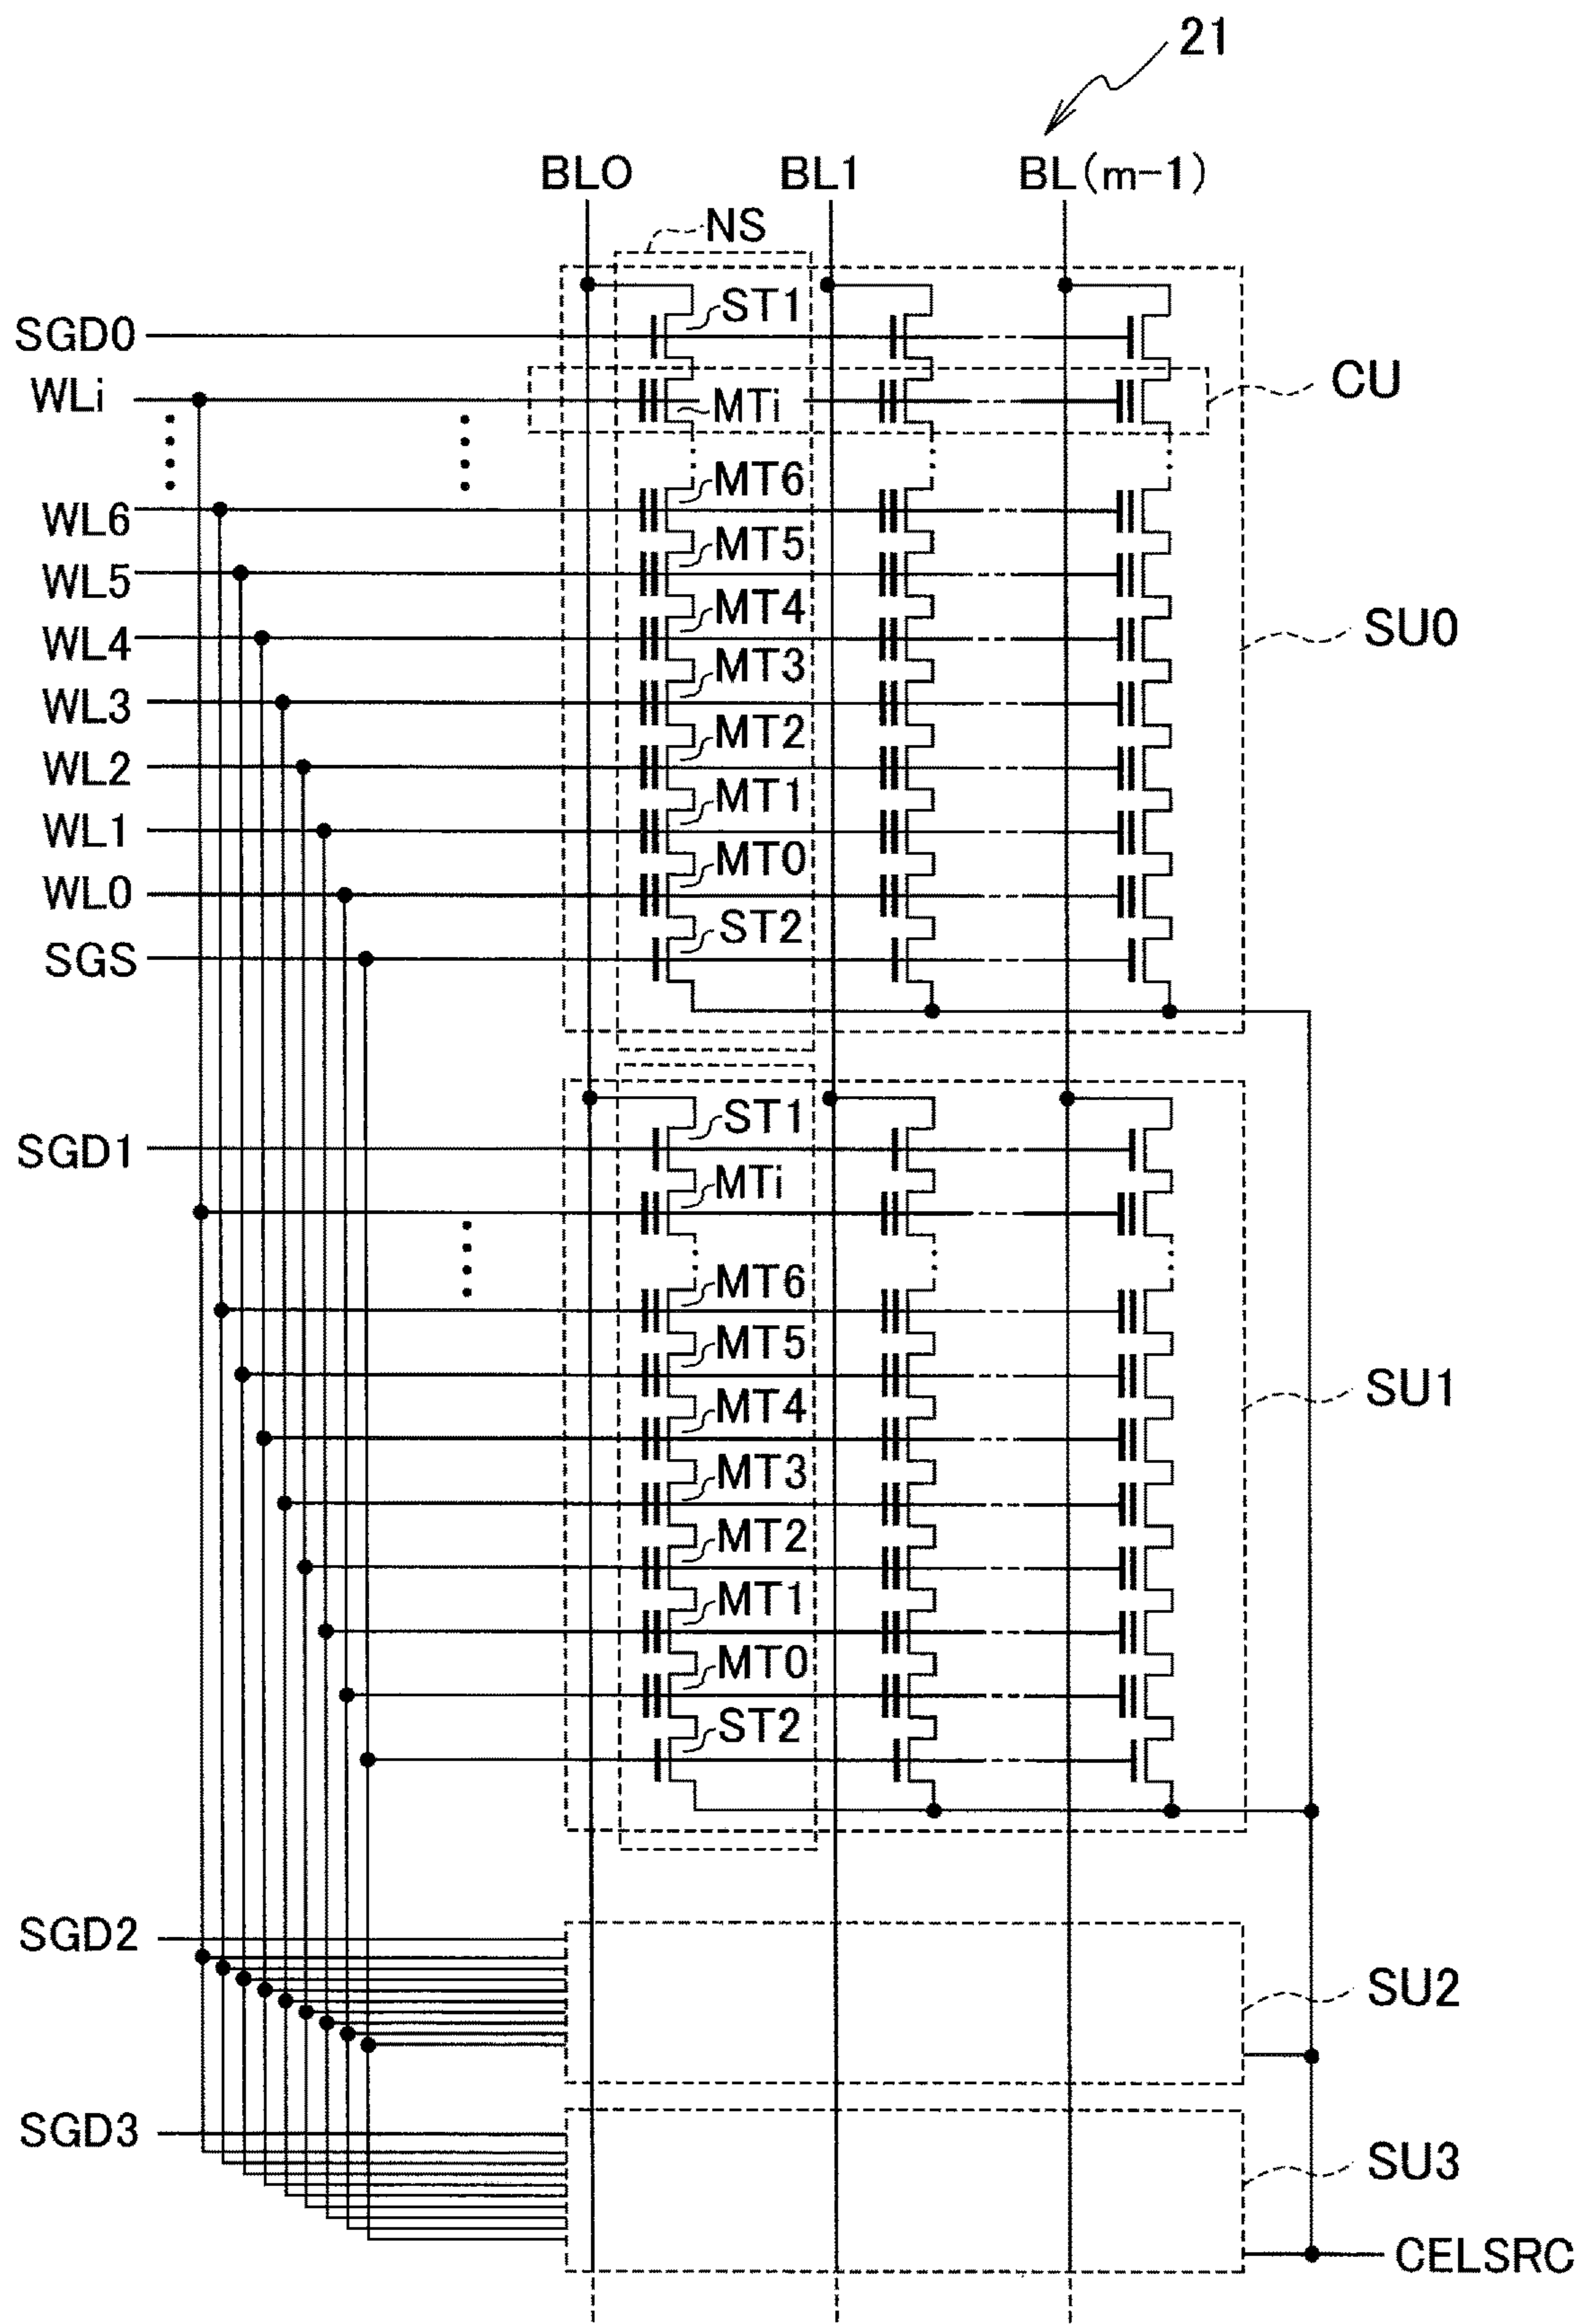 21
BL0 BL1 BL(m-1)
NS
ST1
SGD0
WLi
MTi
CU
MT6
WL6
MT5
WL5
MT4
WL4
SU0
MT3
WL3
MT2
WL2
MT1
WL1
MT0
WL0
ST2
SGS
ST1
SGD1
MTi
MT6
MT5
SU1
MT4
MT3
MT2
MT1
MT0
ST2
SGD2
SU2
SGD3
SU3
CELSRC